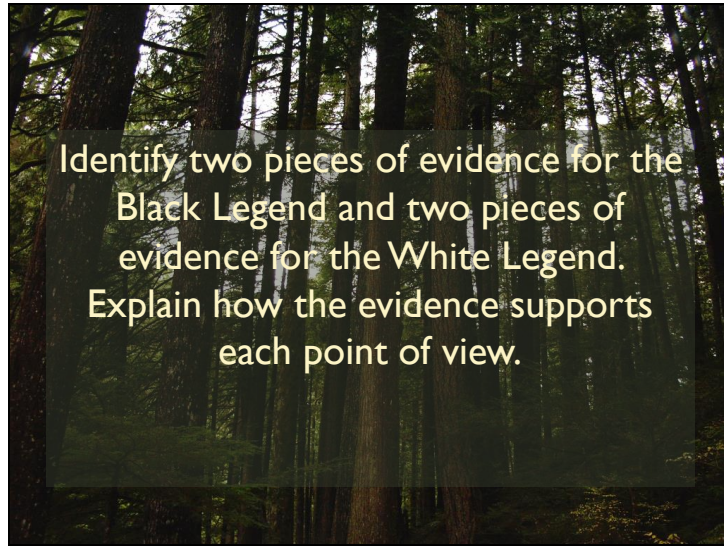 Identify two pieces of evidence for the
Black Legend and two pieces of
evidence for the White Legend.
Explain how the evidence supports
each point of view.